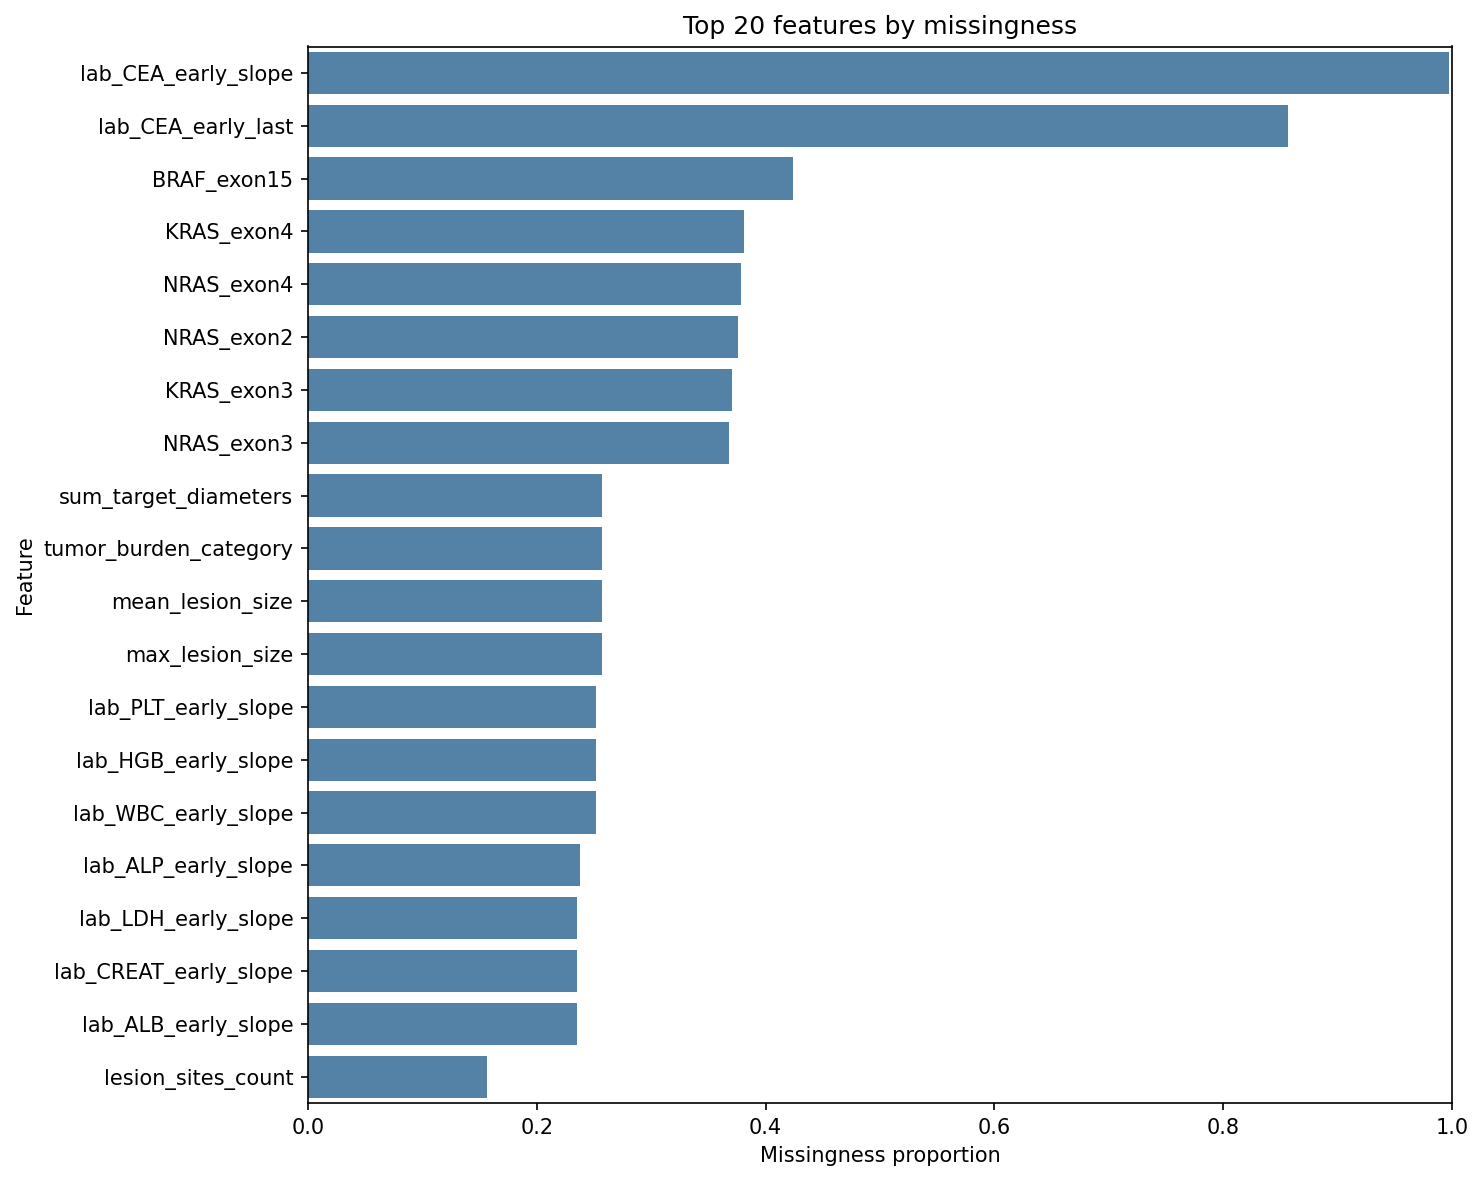 Top 20 features by missingness
lab_CEA_early_slope
lab_CEA_early_last
BRAF_exon15
KRAS_exon4
NRAS_exon4
NRAS_exon2
KRAS_exon3
NRAS_exon3
sum_target_diameters
tumor_burden_category
mean_lesion_size
max_lesion_size
lab_PLT_early_slope
lab_HGB_early_slope
lab_WBC_early_slope
lab_ALP_early_slope
lab_LDH_early_slope
lab_CREAT_early_slope
lab_ALB_early_slope
lesion_sites_count
Feature
0.0 0.2 0.4 0.6 0.8 1.0
Missingness proportion